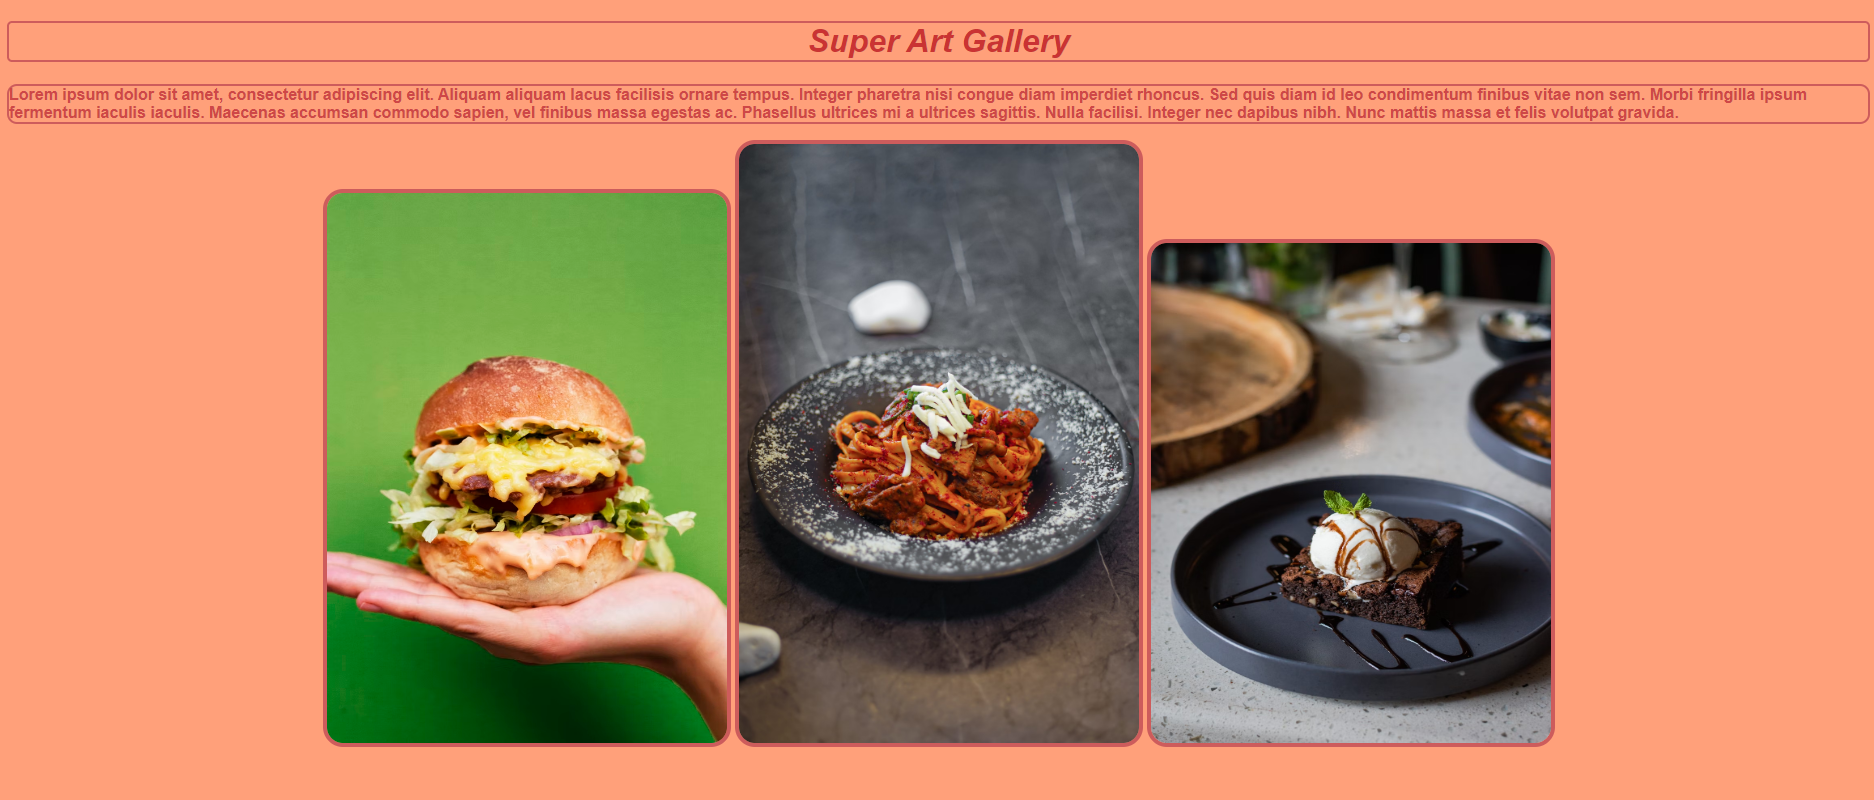 Super Art Gallery
Lorem ipsum dolor sit amet, consectetur adipiscing elit. Aliquam aliquam lacus facilisis ornare tempus. Integer pharetra nisi congue diam imperdiet rhoncus. Sed quis diam id leo condimentum finibus vitae non sem. Morbi fringilla ipsum
fermentum iaculis iaculis. Maecenas accumsan commodo sapien, vel finibus massa egestas ac. Phasellus ultrices mi a ultrices sagittis. Nulla facilisi. Integer nec dapibus nibh. Nunc mattis massa et felis volutpat gravida.